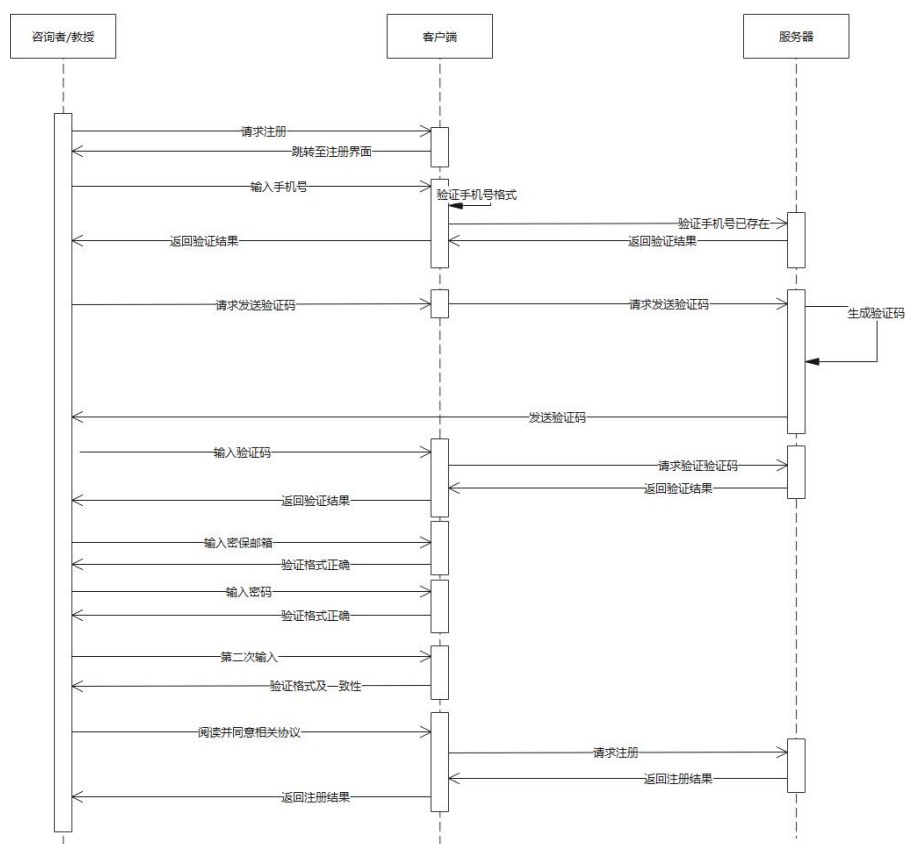 咨询者/教授
客户端
服务器
请求注册
跳转至注册界面
输入手机号
验证手机号格式
验证手机号已存在
返回验证结果
返回验证结果
请求发送验证码
请求发送验证码
生成验证码
发送验证码
输入验证码
请求验证验证码
返回验证结果
返回验证结果
输入密保邮箱
验证格式正确
输入密码
验证格式正确
第二次输入
验证格式及一致性
阅读并同意相关协议
请求注册
返回注册结果
返回注册结果